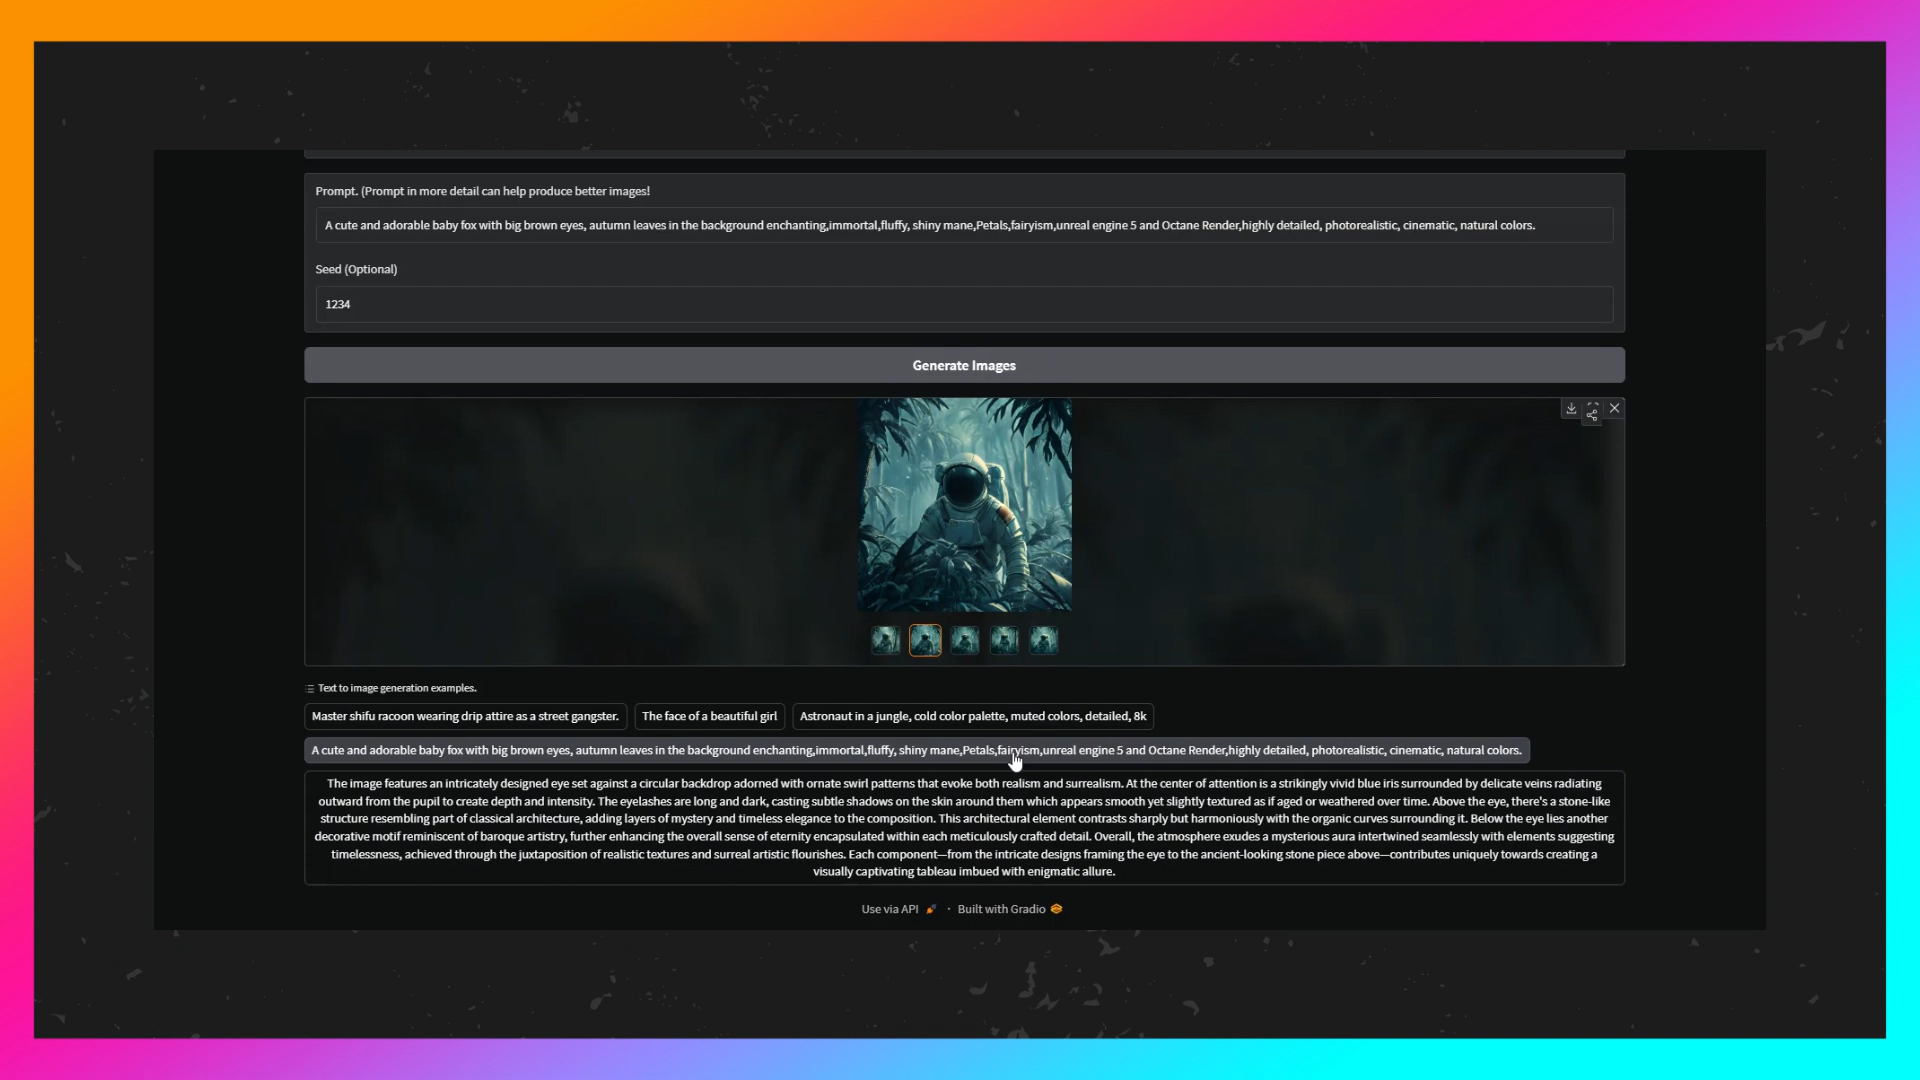 Prompt. (Prompt in more detail can help produce better images!
A cute and adorable baby fox with big brown eyes, autumn leaves in the background enchanting,immortal,fluffy, shiny mane,Petals,fairyism,unreal engine 5 and Octane Render,highly detailed, photorealistic, cinematic, natural colors.
Seed (Optional)
1234
Generate Images
Text to image generation examples.
Master shifu racoon wearing drip attire as a street gangster.
The face of a beautiful girl
Astronaut in a jungle, cold color palette, muted colors, detailed, 8k
A cute and adorable baby fox with big brown eyes, autumn leaves in the background enchanting,immortal,fluffy, shiny mane,Petals,fairyism,unreal engine 5 and Octane Render,highly detailed, photorealistic, cinematic, natural colors.
The image features an intricately designed eye set against a circular backdrop adorned with ornate swirl patterns that evoke both realism and surrealism. At the center of attention is a strikingly vivid blue iris surrounded by delicate veins radiating
outward from the pupil to create depth and intensity. The eyelashes are long and dark, casting subtle shadows on the skin around them which appears smooth yet slightly textured as if aged or weathered over time. Above the eye, there's a stone-like
structure resembling part of classical architecture, adding layers of mystery and timeless elegance to the composition. This architectural element contrasts sharply but harmoniously with the organic curves surrounding it. Below the eye lies another
decorative motif reminiscent of baroque artistry, further enhancing the overall sense of eternity encapsulated within each meticulously crafted detail. Overall, the atmosphere exudes a mysterious aura intertwined seamlessly with elements suggesting
timelessness, achieved through the juxtaposition of realistic textures and surreal artistic flourishes. Each component—from the intricate designs framing the eye to the ancient-looking stone piece above—contributes uniquely towards creating a
visually captivating tableau imbued with enigmatic allure.
Use via API · Built with Gradio